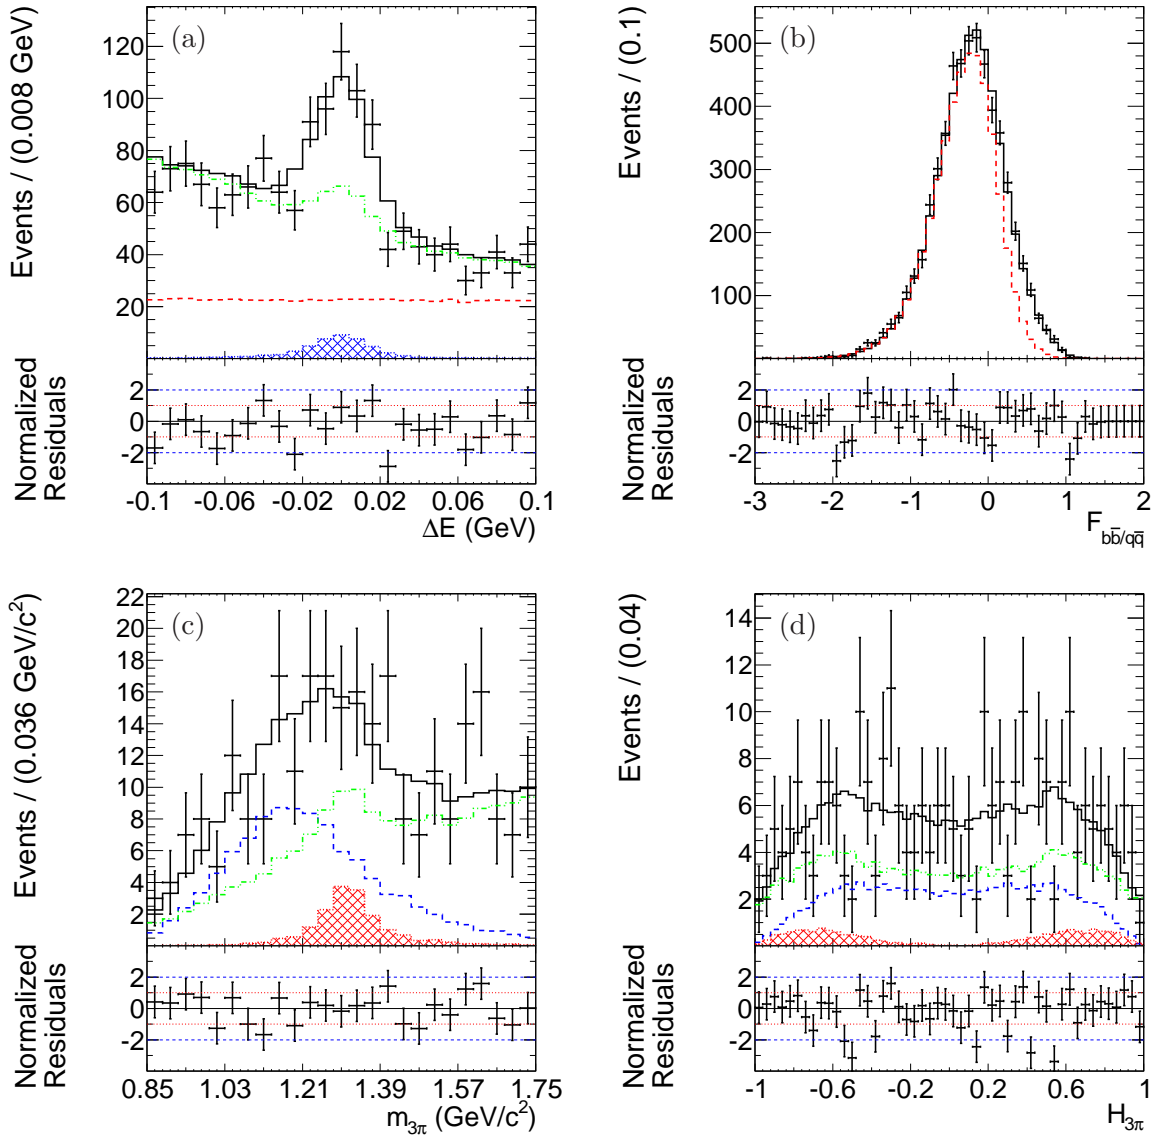 (a)
Events / (0.008 GeV)
120
100
80
60
40
20
Normalized
Residuals
2
0
-2
-0.1 -0.06 -0.02 0.02 0.06 0.1
ΔE (GeV)
(b)
Events / (0.1)
500
400
300
200
100
Normalized
Residuals
2
0
-2
-3 -2 -1 0 1 2
F_{b\bar{b}/q\bar{q}}
(c)
Events / (0.036 GeV/c²)
22
20
18
16
14
12
10
8
6
4
2
Normalized
Residuals
2
0
-2
0.85 1.03 1.21 1.39 1.57 1.75
m_{3π} (GeV/c²)
(d)
Events / (0.04)
14
12
10
8
6
4
2
Normalized
Residuals
2
0
-2
-1 -0.6 -0.2 0.2 0.6 1
H_{3π}